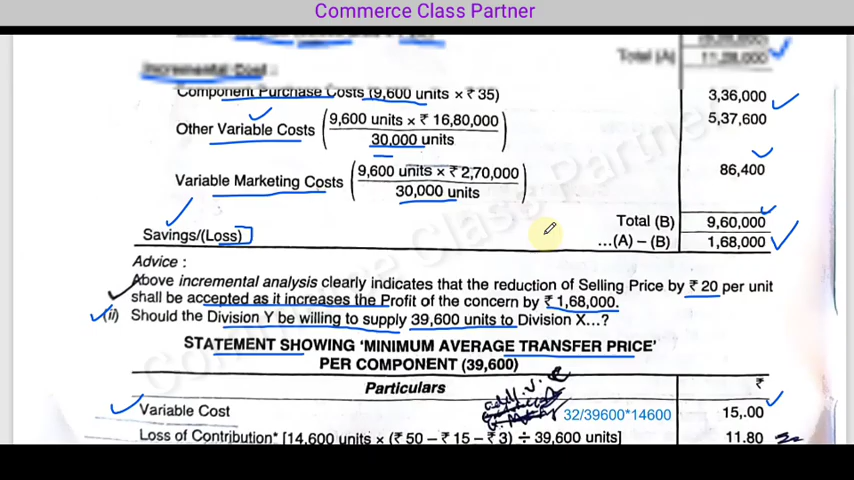 Commerce Class Partner
Total (A) 11,28,000
Incremental Cost :
Component Purchase Costs (9,600 units × ₹ 35) 3,36,000
Other Variable Costs (9,600 units × ₹ 16,80,000 / 30,000 units) 5,37,600
Variable Marketing Costs (9,600 units × ₹ 2,70,000 / 30,000 units) 86,400
Total (B) 9,60,000
Savings/(Loss) ...(A) – (B) 1,68,000
Advice :
Above incremental analysis clearly indicates that the reduction of Selling Price by ₹ 20 per unit
shall be accepted as it increases the Profit of the concern by ₹ 1,68,000.
(ii) Should the Division Y be willing to supply 39,600 units to Division X...?
STATEMENT SHOWING ‘MINIMUM AVERAGE TRANSFER PRICE’
PER COMPONENT (39,600)
Particulars ₹
Variable Cost 32/39600*14600 15,.00
Loss of Contribution* [14,600 units × (₹ 50 – ₹ 15 – ₹ 3) ÷ 39,600 units] 11.80